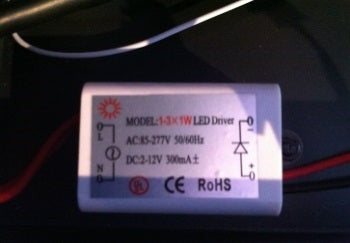 MODEL:1-3×1W LED Driver
L
AC:85-277V 50/60Hz
DC:2-12V 300mA±
N
−
+
CE RoHS